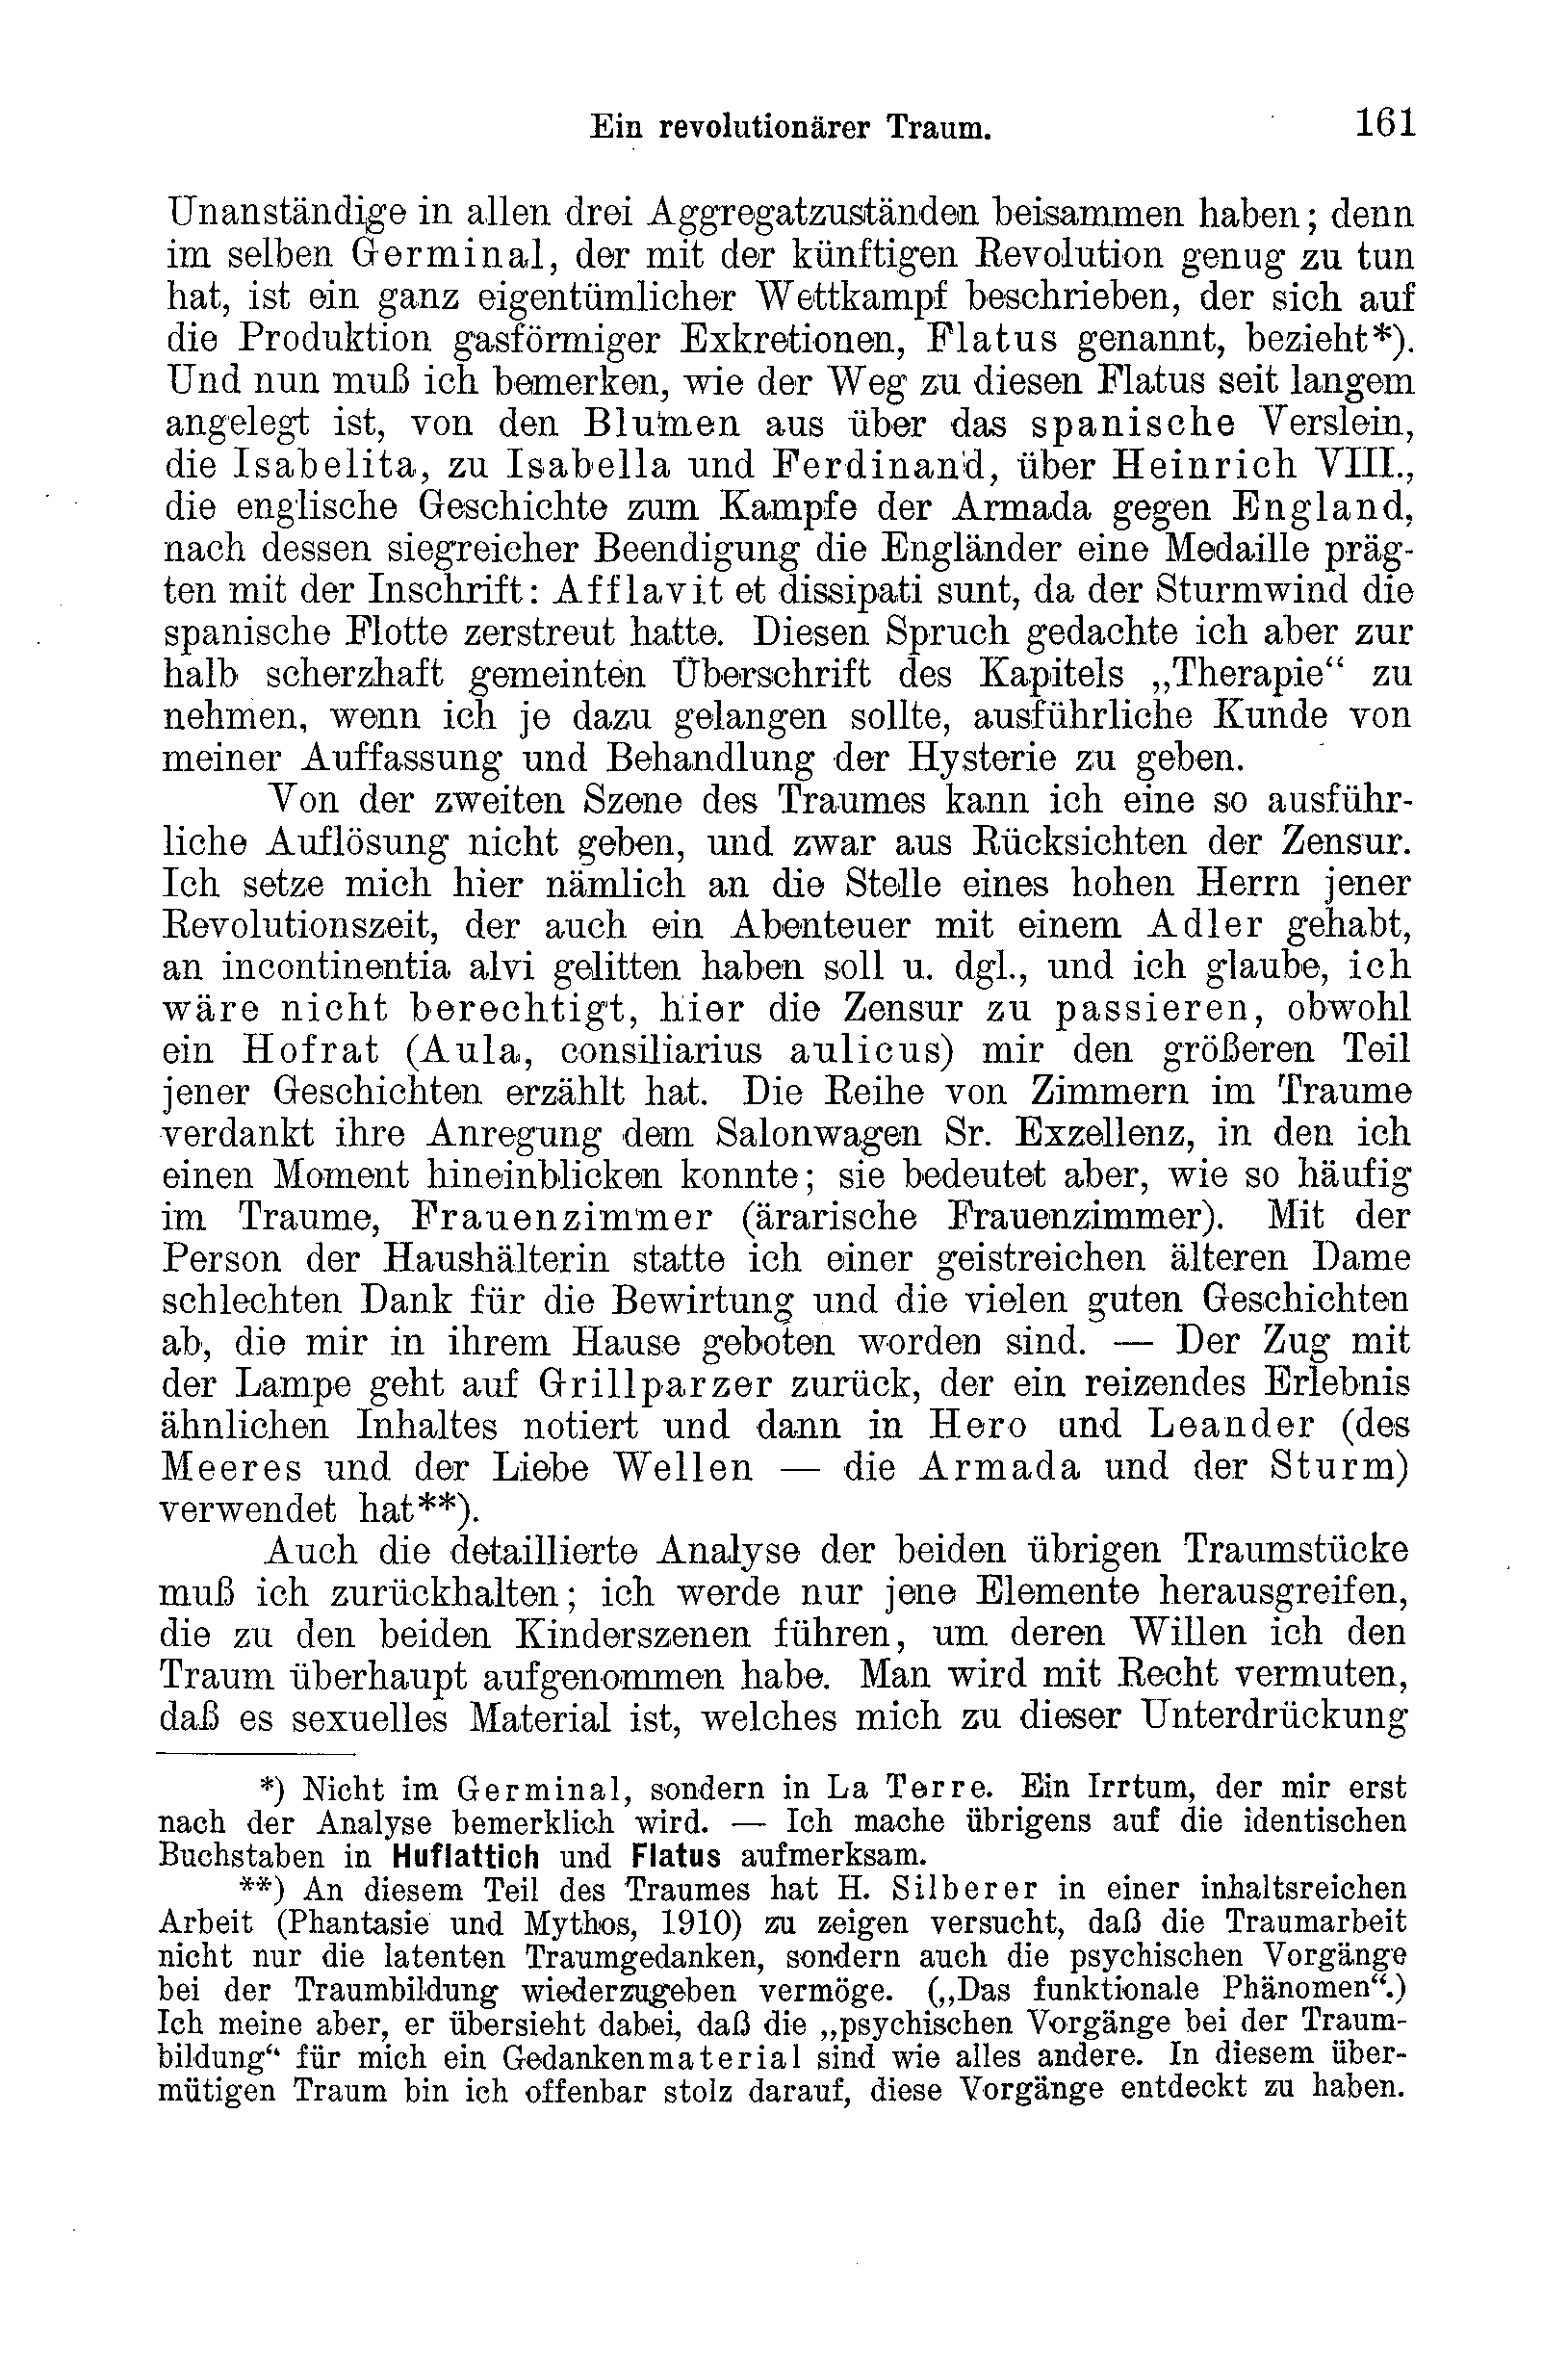 Ein revolutionärer Traum. 161
Unanständige in allen drei Aggregatzuständen beisammen haben; denn
im selben Germinal, der mit der künftigen Revolution genug zu tun
hat, ist ein ganz eigentümlicher Wettkampf beschrieben, der sich auf
die Produktion gasförmiger Exkretionen, Flatus genannt, bezieht*).
Und nun muß ich bemerken, wie der Weg zu diesen Flatus seit langem
angelegt ist, von den Blumen aus über das spanische Verslein,
die Isabelita, zu Isabella und Ferdinand, über Heinrich VIII.,
die englische Geschichte zum Kampfe der Armada gegen England,
nach dessen siegreicher Beendigung die Engländer eine Medaille präg-
ten mit der Inschrift: Afflavit et dissipati sunt, da der Sturmwind die
spanische Flotte zerstreut hatte. Diesen Spruch gedachte ich aber zur
halb scherzhaft gemeinten Überschrift des Kapitels „Therapie“ zu
nehmen, wenn ich je dazu gelangen sollte, ausführliche Kunde von
meiner Auffassung und Behandlung der Hysterie zu geben.
Von der zweiten Szene des Traumes kann ich eine so ausführ-
liche Auflösung nicht geben, und zwar aus Rücksichten der Zensur.
Ich setze mich hier nämlich an die Stelle eines hohen Herrn jener
Revolutionszeit, der auch ein Abenteuer mit einem Adler gehabt,
an incontinentia alvi gelitten haben soll u. dgl., und ich glaube, ich
wäre nicht berechtigt, hier die Zensur zu passieren, obwohl
ein Hofrat (Aula, consiliarius aulicus) mir den größeren Teil
jener Geschichten erzählt hat. Die Reihe von Zimmern im Traume
verdankt ihre Anregung dem Salonwagen Sr. Exzellenz, in den ich
einen Moment hineinblicken konnte; sie bedeutet aber, wie so häufig
im Traume, Frauenzimmer (ärarische Frauenzimmer). Mit der
Person der Haushälterin statte ich einer geistreichen älteren Dame
schlechten Dank für die Bewirtung und die vielen guten Geschichten
ab, die mir in ihrem Hause geboten worden sind. — Der Zug mit
der Lampe geht auf Grillparzer zurück, der ein reizendes Erlebnis
ähnlichen Inhaltes notiert und dann in Hero und Leander (des
Meeres und der Liebe Wellen — die Armada und der Sturm)
verwendet hat**).
Auch die detaillierte Analyse der beiden übrigen Traumstücke
muß ich zurückhalten; ich werde nur jene Elemente herausgreifen,
die zu den beiden Kinderszenen führen, um deren Willen ich den
Traum überhaupt aufgenommen habe. Man wird mit Recht vermuten,
daß es sexuelles Material ist, welches mich zu dieser Unterdrückung
*) Nicht im Germinal, sondern in La Terre. Ein Irrtum, der mir erst
nach der Analyse bemerklich wird. — Ich mache übrigens auf die identischen
Buchstaben in Huflattich und Flatus aufmerksam.
**) An diesem Teil des Traumes hat H. Silberer in einer inhaltsreichen
Arbeit (Phantasie und Mythos, 1910) zu zeigen versucht, daß die Traumarbeit
nicht nur die latenten Traumgedanken, sondern auch die psychischen Vorgänge
bei der Traumbildung wiederzugeben vermöge. („Das funktionale Phänomen“.)
Ich meine aber, er übersieht dabei, daß die „psychischen Vorgänge bei der Traum-
bildung“ für mich ein Gedankenmaterial sind wie alles andere. In diesem über-
mütigen Traum bin ich offenbar stolz darauf, diese Vorgänge entdeckt zu haben.